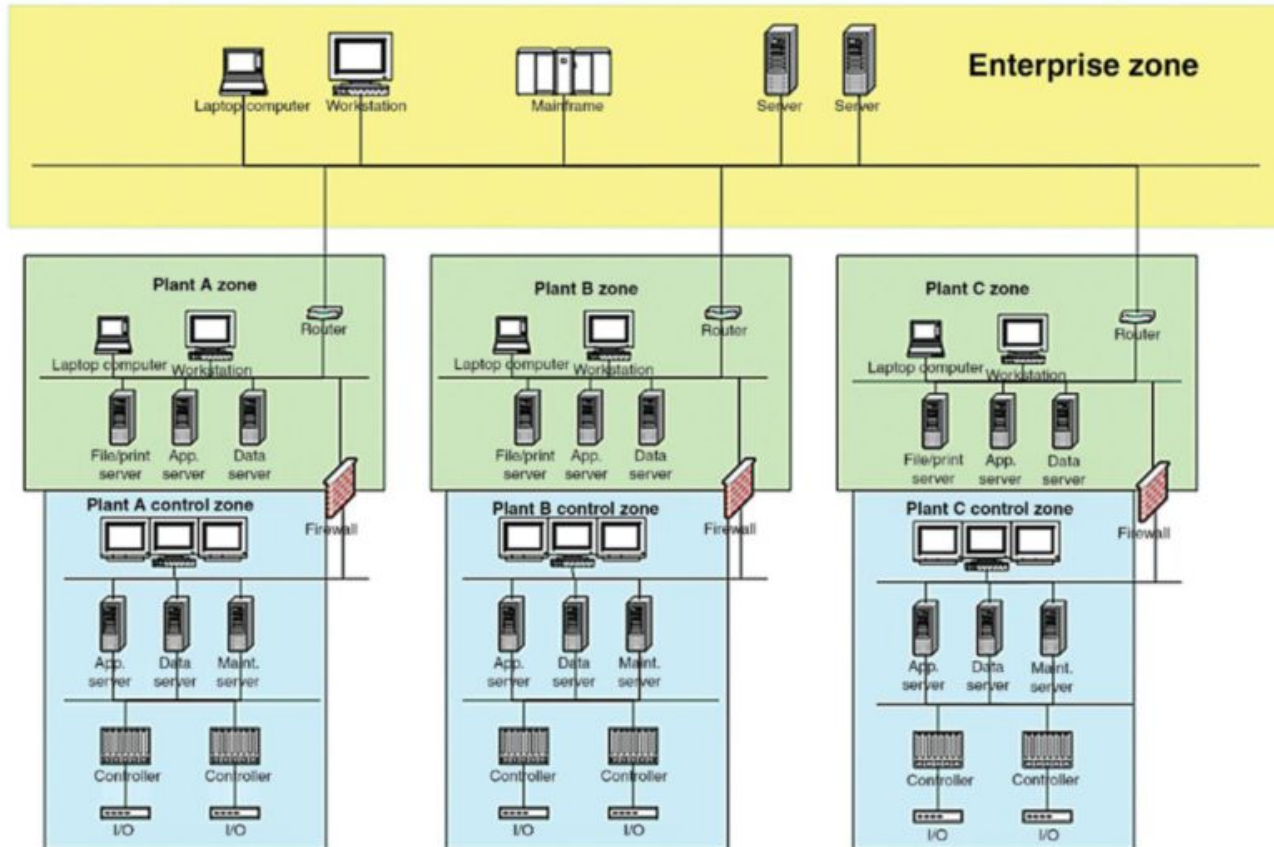 Enterprise zone
Laptop computer
Workstation
Mainframe
Server
Server
Plant A zone
Router
Laptop computer
Workstation
File/print
server
App.
server
Data
server
Plant A control zone
Firewall
App.
server
Data
server
Maint.
server
Controller
Controller
I/O
I/O
Plant B zone
Router
Laptop computer
Workstation
File/print
server
App.
server
Data
server
Plant B control zone
Firewall
App.
server
Data
server
Maint.
server
Controller
Controller
I/O
I/O
Plant C zone
Router
Laptop computer
Workstation
File/print
server
App.
server
Data
server
Plant C control zone
Firewall
App.
server
Data
server
Maint.
server
Controller
Controller
I/O
I/O